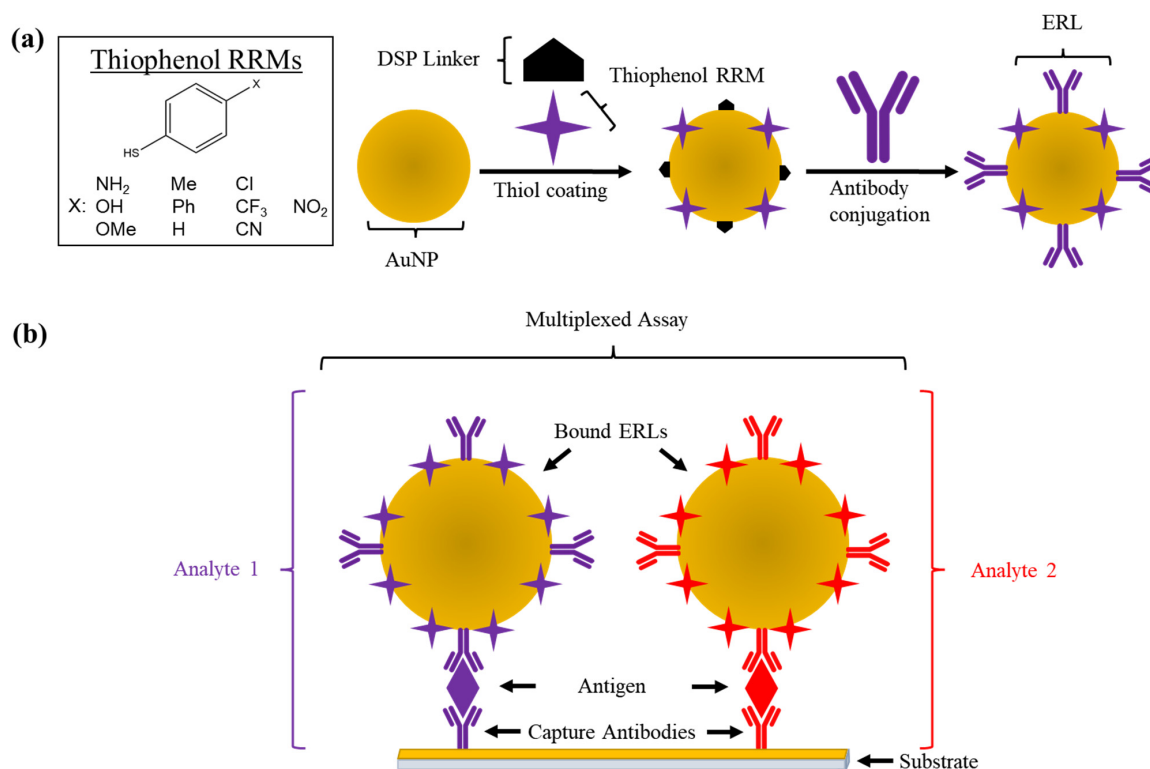 (a)
Thiophenol RRMs
X
HS
NH₂ Me Cl
X: OH Ph CF₃ NO₂
OMe H CN
DSP Linker
Thiophenol RRM
ERL
Thiol coating
Antibody
conjugation
AuNP
(b)
Multiplexed Assay
Bound ERLs
Analyte 1
Analyte 2
Antigen
Capture Antibodies
Substrate